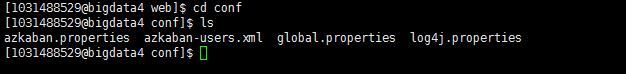 [1031488529@bigdata4 web]$ cd conf
[1031488529@bigdata4 conf]$ ls
azkaban.properties  azkaban-users.xml  global.properties  log4j.properties
[1031488529@bigdata4 conf]$